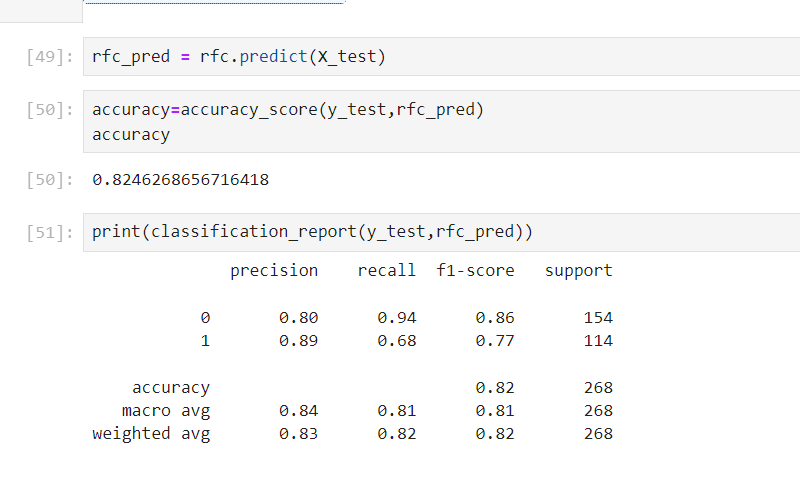 [49]: rfc_pred = rfc.predict(X_test)
[50]: accuracy=accuracy_score(y_test,rfc_pred)
accuracy
[50]: 0.8246268656716418
[51]: print(classification_report(y_test,rfc_pred))
precision recall f1-score support
0 0.80 0.94 0.86 154
1 0.89 0.68 0.77 114
accuracy 0.82 268
macro avg 0.84 0.81 0.81 268
weighted avg 0.83 0.82 0.82 268